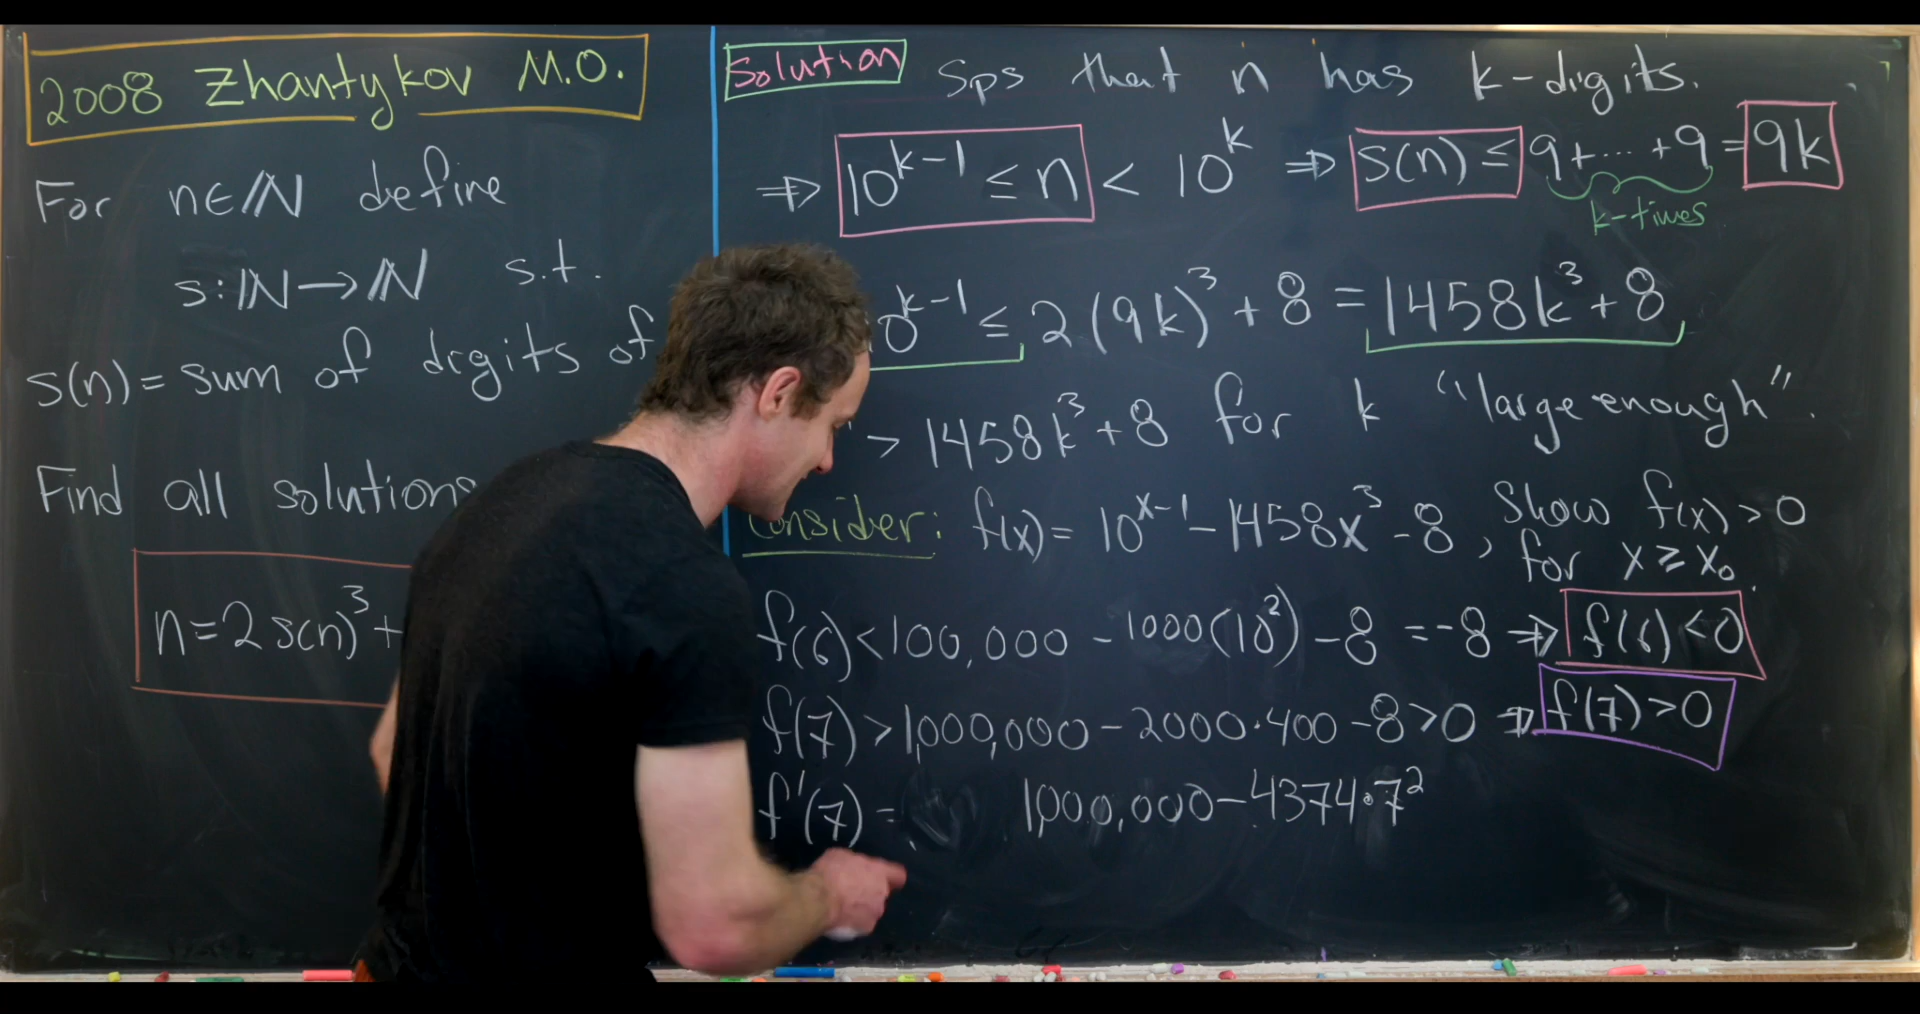 2008 Zhantykov M.O.
For n∈ℕ define
s:ℕ→ℕ s.t.
s(n)= sum of digits of
Find all solutions
n=2s(n)³+
Solution Sps that n has k-digits.
⇒ 10^{k-1} ≤ n < 10^k ⇒ s(n) ≤ 9+⋯+9 = 9k
k-times
0^{k-1} ≤ 2(9k)³+8 = 1458k³+8
> 1458k³+8 for k "large enough".
Consider: f(x)= 10^{x-1}-1458x³-8, Show f(x)>0
for x≥x₀.
f(6)<100,000 -1000(10²)-8 =-8 ⇒ f(6)<0
f(7)>1,000,000-2000·400-8>0 ⇒ f(7)>0
f'(7)= 1,000,000-4374·7²